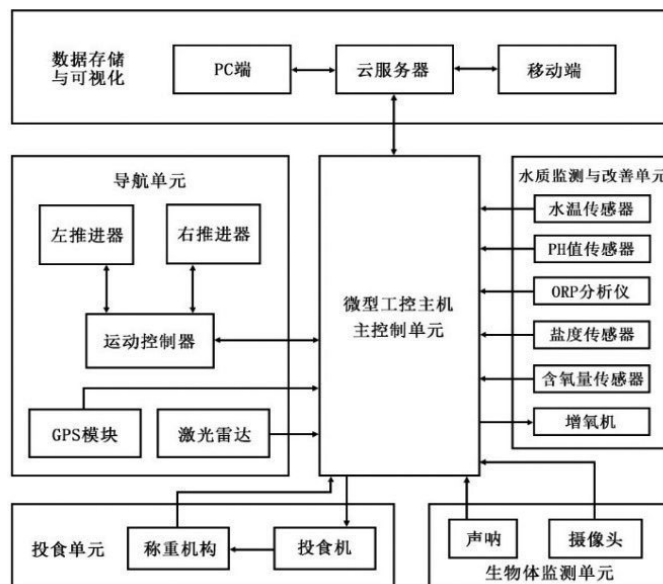 数据存储
与可视化
PC端
云服务器
移动端
导航单元
左推进器
右推进器
运动控制器
GPS模块
激光雷达
微型工控主机
主控制单元
水质监测与改善单元
水温传感器
PH值传感器
ORP分析仪
盐度传感器
含氧量传感器
增氧机
投食单元
称重机构
投食机
声呐
摄像头
生物体监测单元